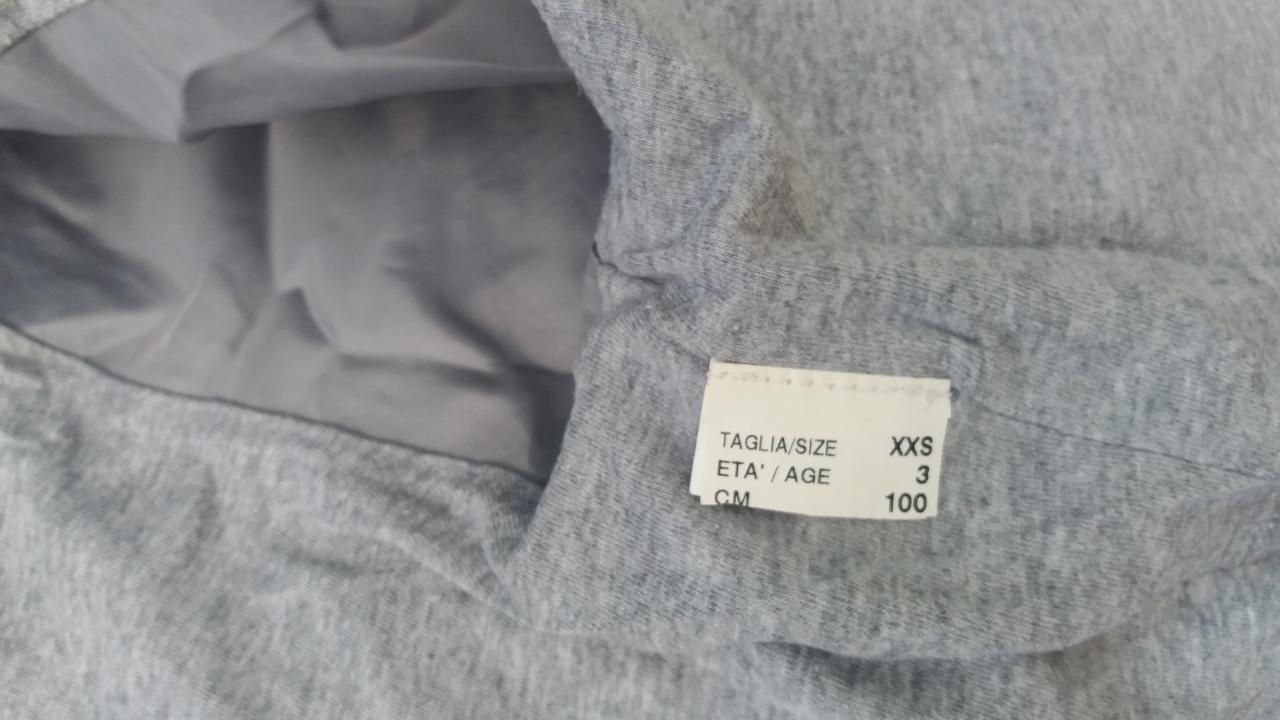 TAGLIA/SIZE XXS
ETA' / AGE 3
CM 100